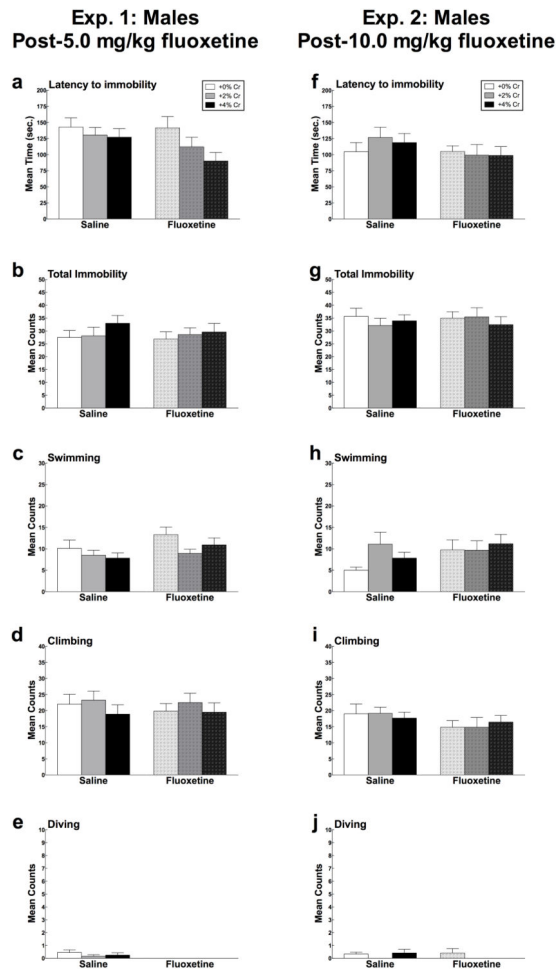 Exp. 1: Males
Post-5.0 mg/kg fluoxetine
Exp. 2: Males
Post-10.0 mg/kg fluoxetine
a
Latency to immobility
+0% Cr
+2% Cr
+4% Cr
Mean Time (sec.)
200
175
150
125
100
75
50
25
0
Saline
Fluoxetine
f
Latency to immobility
+0% Cr
+2% Cr
+4% Cr
Mean Time (sec.)
200
175
150
125
100
75
50
25
0
Saline
Fluoxetine
b
Total Immobility
Mean Counts
50
45
40
35
30
25
20
15
10
5
0
Saline
Fluoxetine
g
Total Immobility
Mean Counts
50
45
40
35
30
25
20
15
10
5
0
Saline
Fluoxetine
c
Swimming
Mean Counts
30
25
20
15
10
5
0
Saline
Fluoxetine
h
Swimming
Mean Counts
30
25
20
15
10
5
0
Saline
Fluoxetine
d
Climbing
Mean Counts
40
35
30
25
20
15
10
5
0
Saline
Fluoxetine
i
Climbing
Mean Counts
40
35
30
25
20
15
10
5
0
Saline
Fluoxetine
e
Diving
Mean Counts
10
9
8
7
6
5
4
3
2
1
0
Saline
Fluoxetine
j
Diving
Mean Counts
10
9
8
7
6
5
4
3
2
1
0
Saline
Fluoxetine